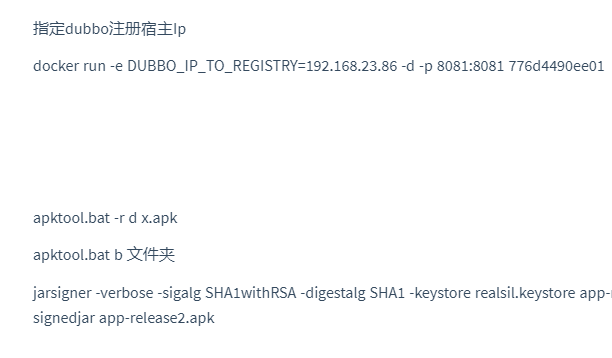 指定dubbo注册宿主Ip
docker run -e DUBBO_IP_TO_REGISTRY=192.168.23.86 -d -p 8081:8081 776d4490ee01
apktool.bat -r d x.apk
apktool.bat b 文件夹
jarsigner -verbose -sigalg SHA1withRSA -digestalg SHA1 -keystore realsil.keystore app-
signedjar app-release2.apk